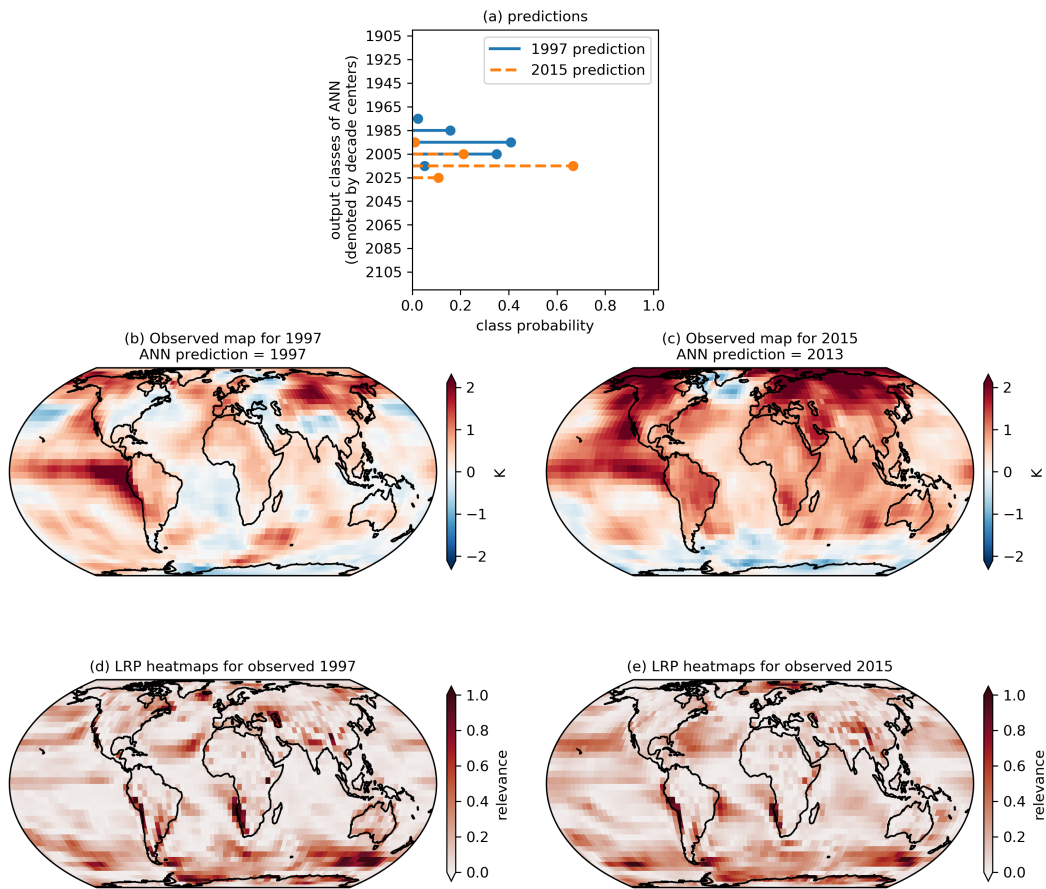 (a) predictions
1905
1925
1945
1965
1985
2005
2025
2045
2065
2085
2105
output classes of ANN
(denoted by decade centers)
1997 prediction
2015 prediction
0.0 0.2 0.4 0.6 0.8 1.0
class probability
(b) Observed map for 1997
ANN prediction = 1997
2
1
0
−1
−2
K
(c) Observed map for 2015
ANN prediction = 2013
2
1
0
−1
−2
K
(d) LRP heatmaps for observed 1997
1.0
0.8
0.6
0.4
0.2
0.0
relevance
(e) LRP heatmaps for observed 2015
1.0
0.8
0.6
0.4
0.2
0.0
relevance